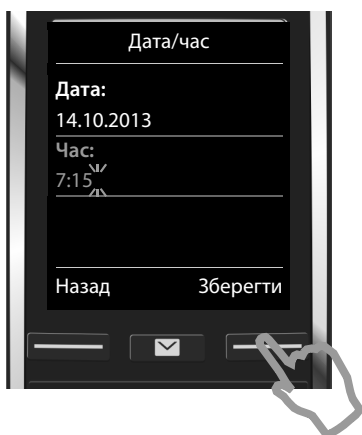 Дата/час
Дата:
14.10.2013
Час:
7:15
Назад Зберегти